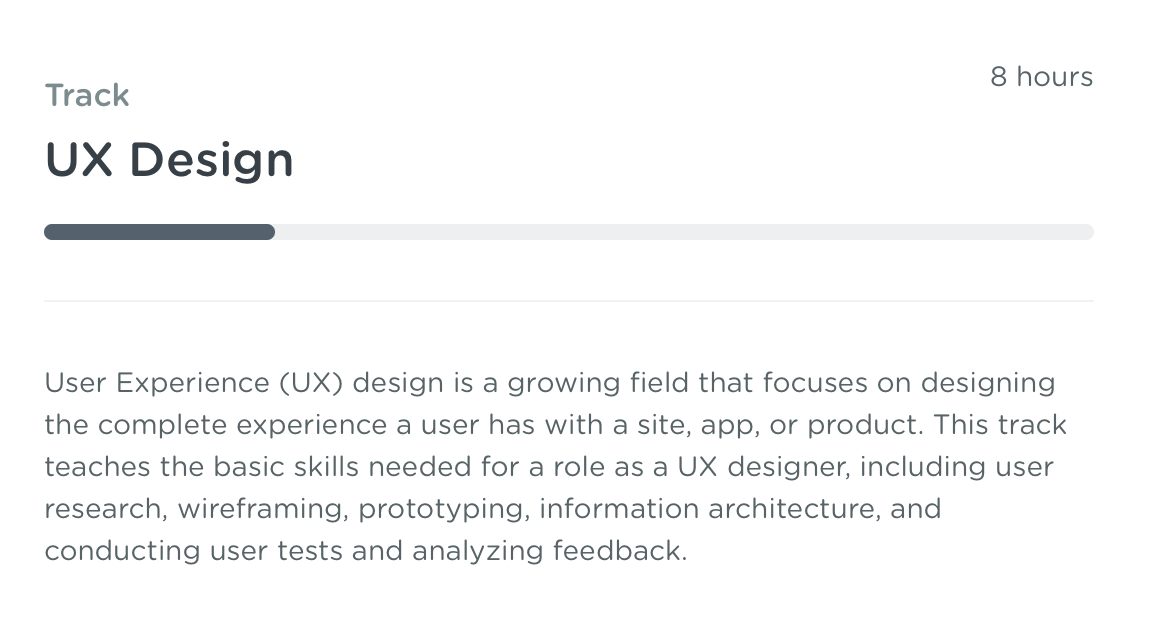 8 hours
Track
UX Design
User Experience (UX) design is a growing field that focuses on designing
the complete experience a user has with a site, app, or product. This track
teaches the basic skills needed for a role as a UX designer, including user
research, wireframing, prototyping, information architecture, and
conducting user tests and analyzing feedback.